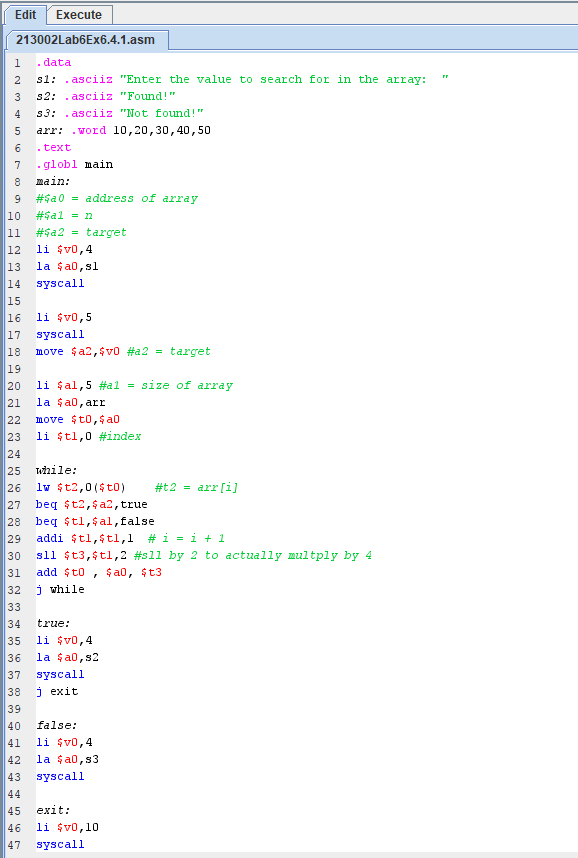 Edit Execute
213002Lab6Ex6.4.1.asm
1 .data
2 s1: .asciiz "Enter the value to search for in the array:  "
3 s2: .asciiz "Found!"
4 s3: .asciiz "Not found!"
5 arr: .word 10,20,30,40,50
6 .text
7 .globl main
8 main:
9 #$a0 = address of array
10 #$a1 = n
11 #$a2 = target
12 li $v0,4
13 la $a0,s1
14 syscall
15
16 li $v0,5
17 syscall
18 move $a2,$v0 #a2 = target
19
20 li $a1,5 #a1 = size of array
21 la $a0,arr
22 move $t0,$a0
23 li $t1,0 #index
24
25 while:
26 lw $t2,0($t0)    #t2 = arr[i]
27 beq $t2,$a2,true
28 beq $t1,$a1,false
29 addi $t1,$t1,1  # i = i + 1
30 sll $t3,$t1,2 #sll by 2 to actually multply by 4
31 add $t0 , $a0, $t3
32 j while
33
34 true:
35 li $v0,4
36 la $a0,s2
37 syscall
38 j exit
39
40 false:
41 li $v0,4
42 la $a0,s3
43 syscall
44
45 exit:
46 li $v0,10
47 syscall